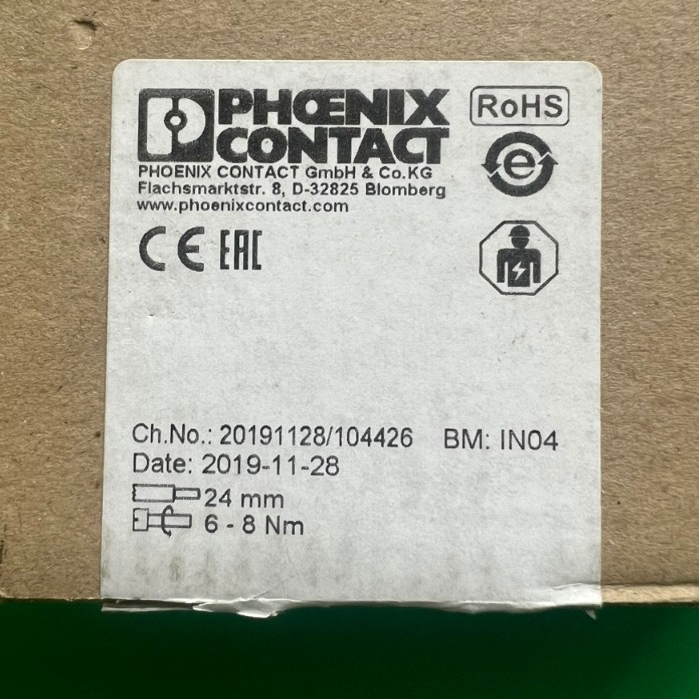 PHŒNIX
CONTACT
RoHS
e
PHOENIX CONTACT GmbH & Co.KG
Flachsmarktstr. 8, D-32825 Blomberg
www.phoenixcontact.com
CE EAC
Ch.No.: 20191128/104426 BM: IN04
Date: 2019-11-28
24 mm
6 - 8 Nm